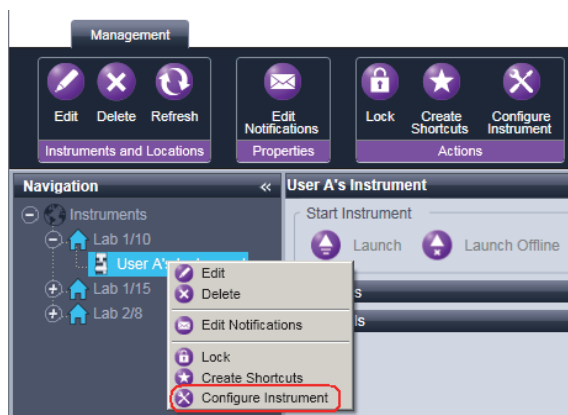 Management
Edit
Delete
Refresh
Edit
Notifications
Lock
Create
Shortcuts
Configure
Instrument
Instruments and Locations
Properties
Actions
Navigation «
User A's Instrument
Instruments
Lab 1/10
User A's
Lab 1/15
Lab 2/8
Start Instrument
Launch
Launch Offline
Edit
Delete
Edit Notifications
Lock
Create Shortcuts
Configure Instrument